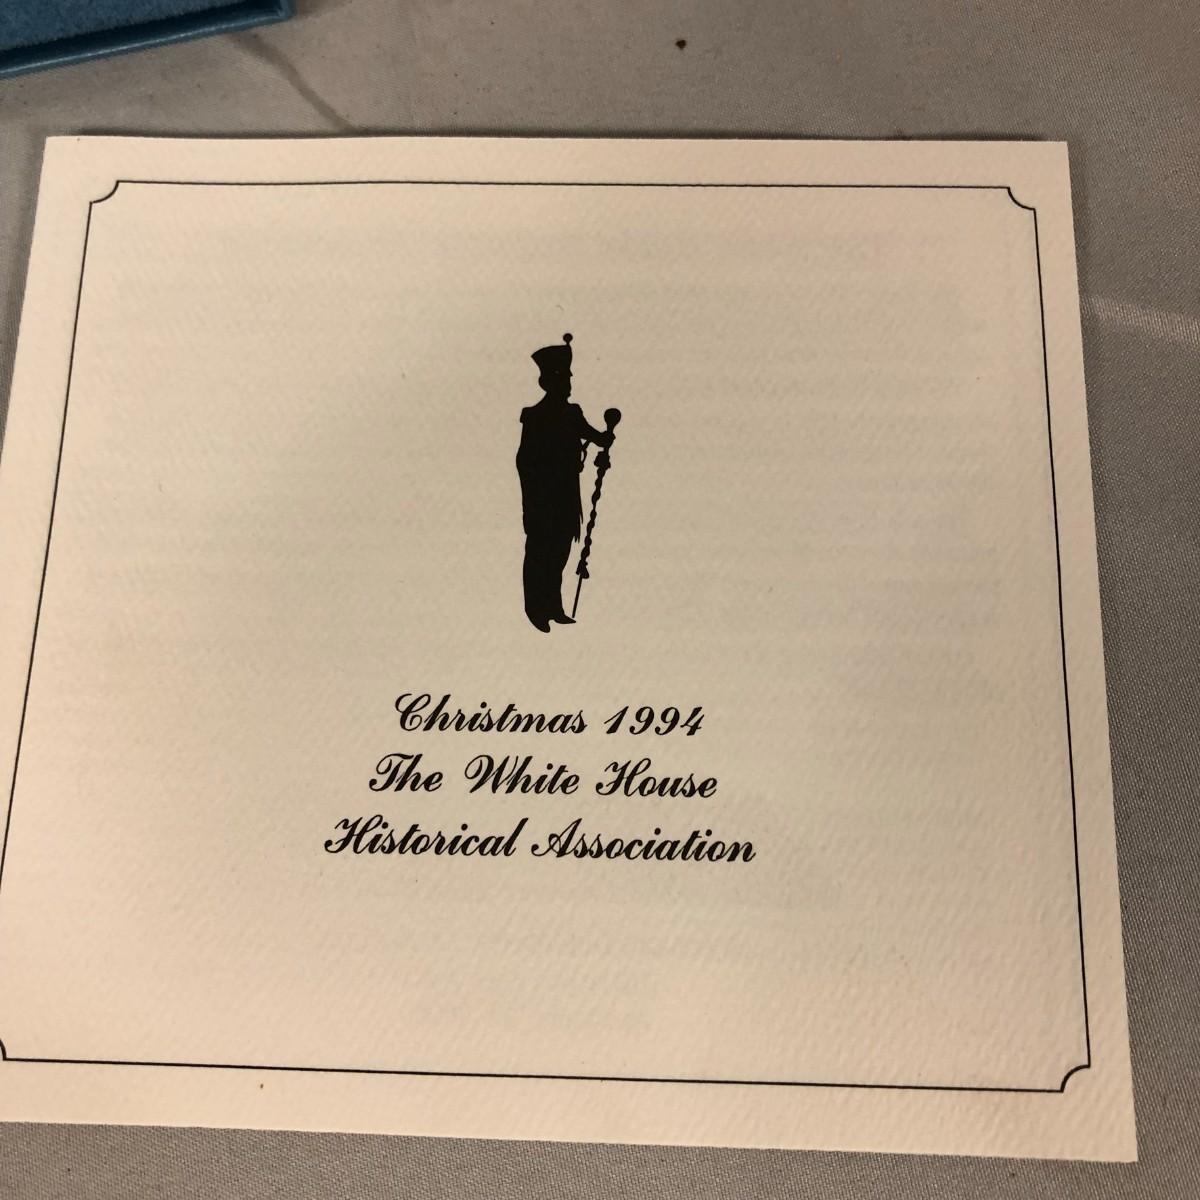 Christmas 1994
The White House
Historical Association